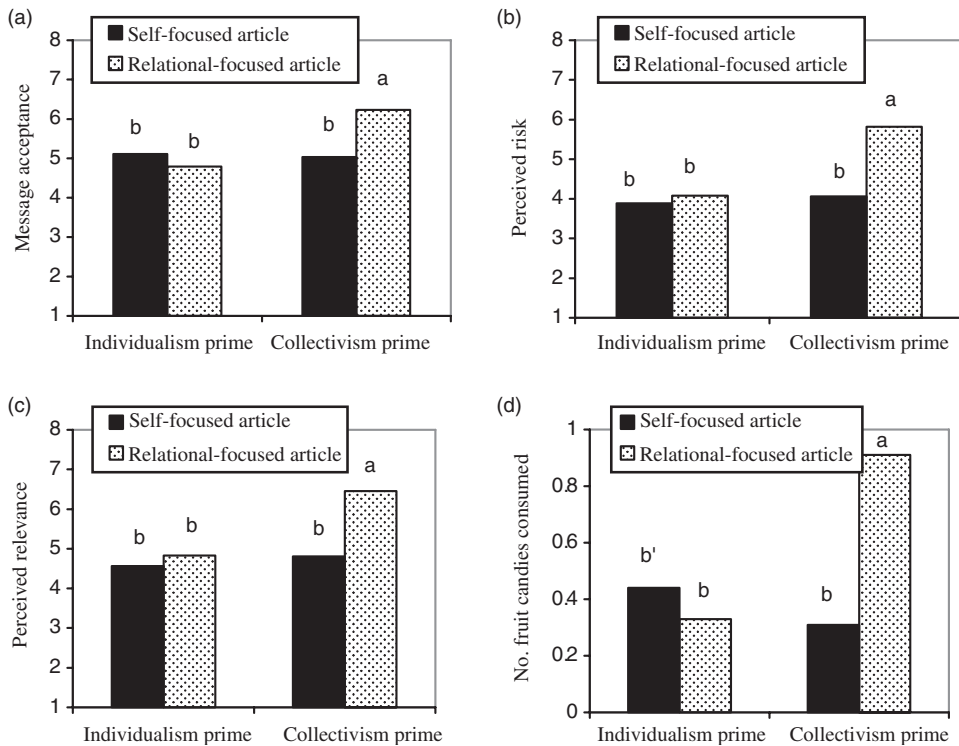 (a)
Self-focused article
Relational-focused article
8
7
6
5
4
3
2
1
Message acceptance
b
b
b
a
Individualism prime
Collectivism prime
(b)
Self-focused article
Relational-focused article
8
7
6
5
4
3
2
1
Perceived risk
b
b
b
a
Individualism prime
Collectivism prime
(c)
Self-focused article
Relational-focused article
8
7
6
5
4
3
2
1
Perceived relevance
b
b
b
a
Individualism prime
Collectivism prime
(d)
Self-focused article
Relational-focused article
1
0.8
0.6
0.4
0.2
0
No. fruit candies consumed
b'
b
b
a
Individualism prime
Collectivism prime